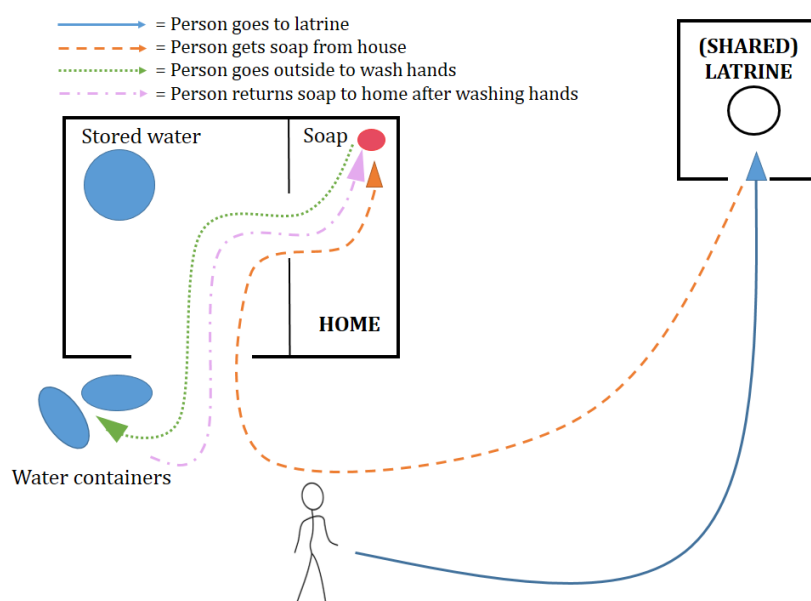 = Person goes to latrine
= Person gets soap from house
= Person goes outside to wash hands
= Person returns soap to home after washing hands
(SHARED)
LATRINE
Stored water
Soap
HOME
Water containers